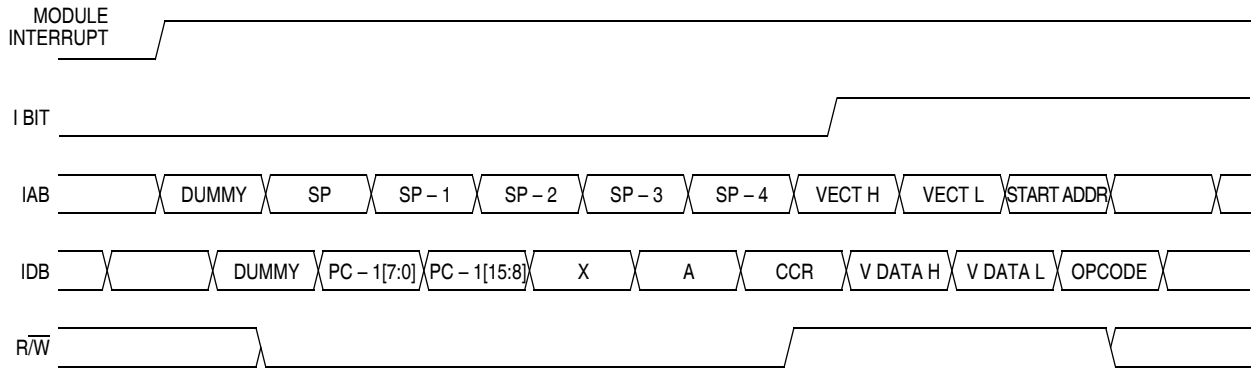 MODULE
INTERRUPT
I BIT
IAB DUMMY SP SP – 1 SP – 2 SP – 3 SP – 4 VECT H VECT L START ADDR
IDB DUMMY PC – 1[7:0] PC – 1[15:8] X A CCR V DATA H V DATA L OPCODE
R/W̅